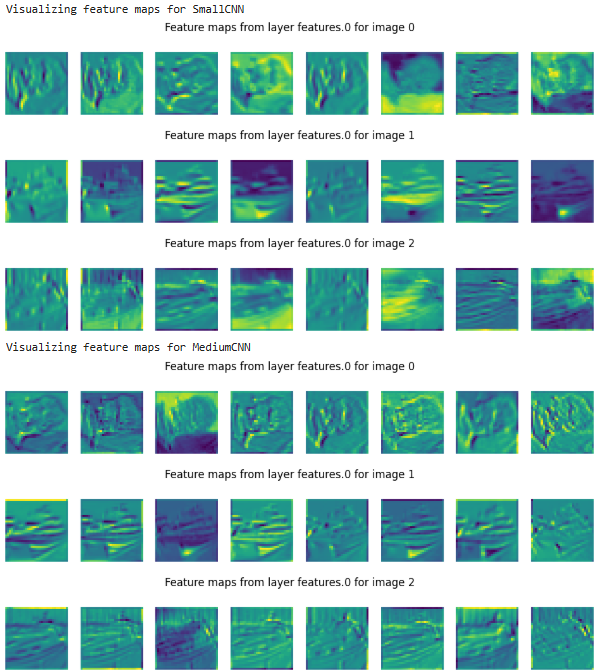 Visualizing feature maps for SmallCNN
Feature maps from layer features.0 for image 0
Feature maps from layer features.0 for image 1
Feature maps from layer features.0 for image 2
Visualizing feature maps for MediumCNN
Feature maps from layer features.0 for image 0
Feature maps from layer features.0 for image 1
Feature maps from layer features.0 for image 2